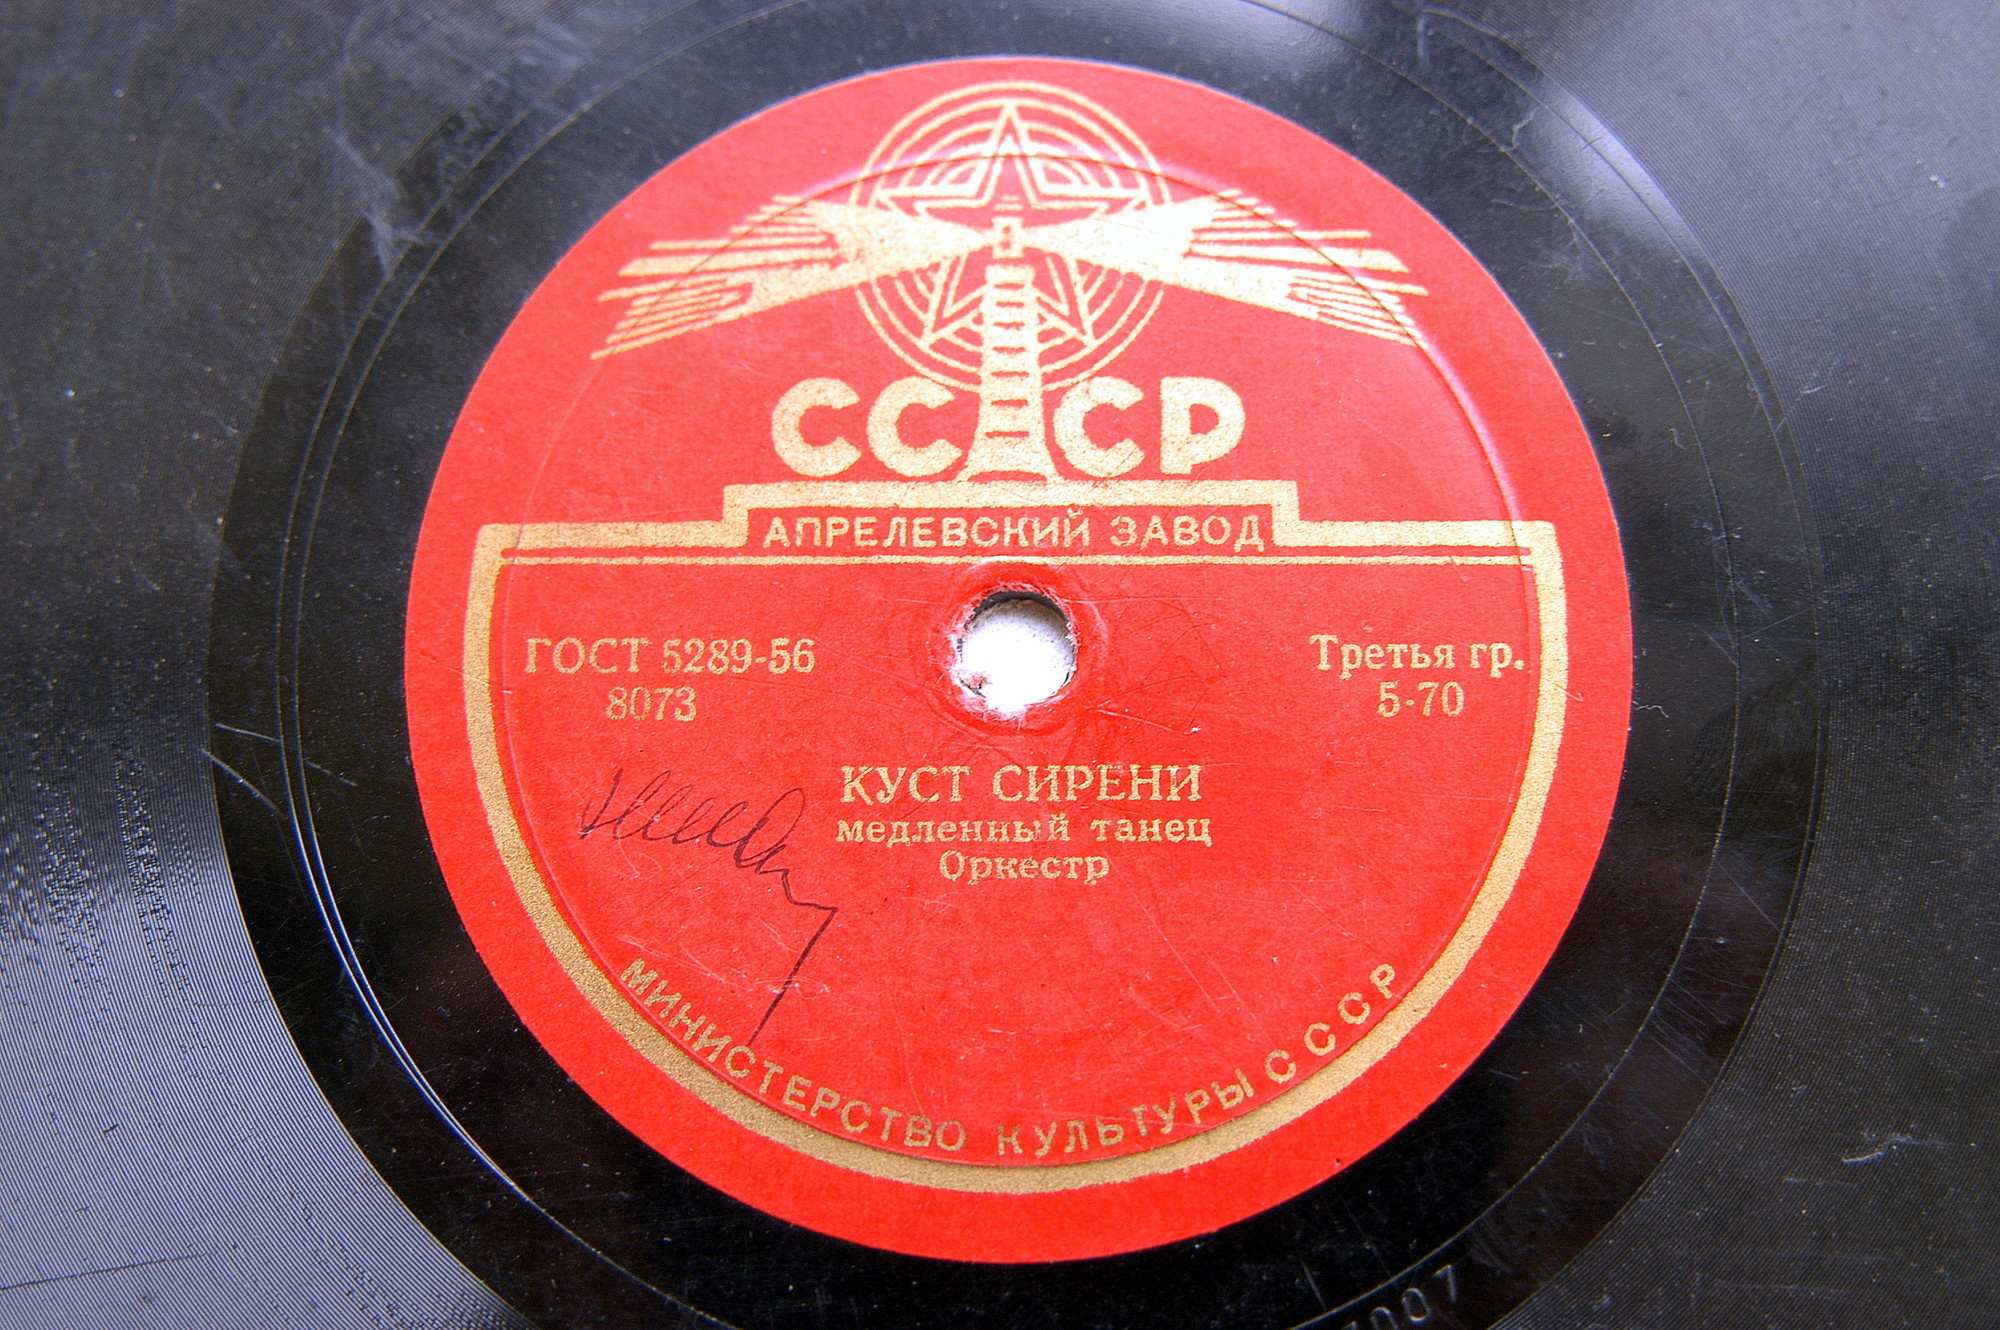 СССР
АПРЕЛЕВСКИЙ ЗАВОД
ГОСТ 5289-56
8073
Третья гр.
5-70
КУСТ СИРЕНИ
медленный танец
Оркестр
МИНИСТЕРСТВО КУЛЬТУРЫ СССР